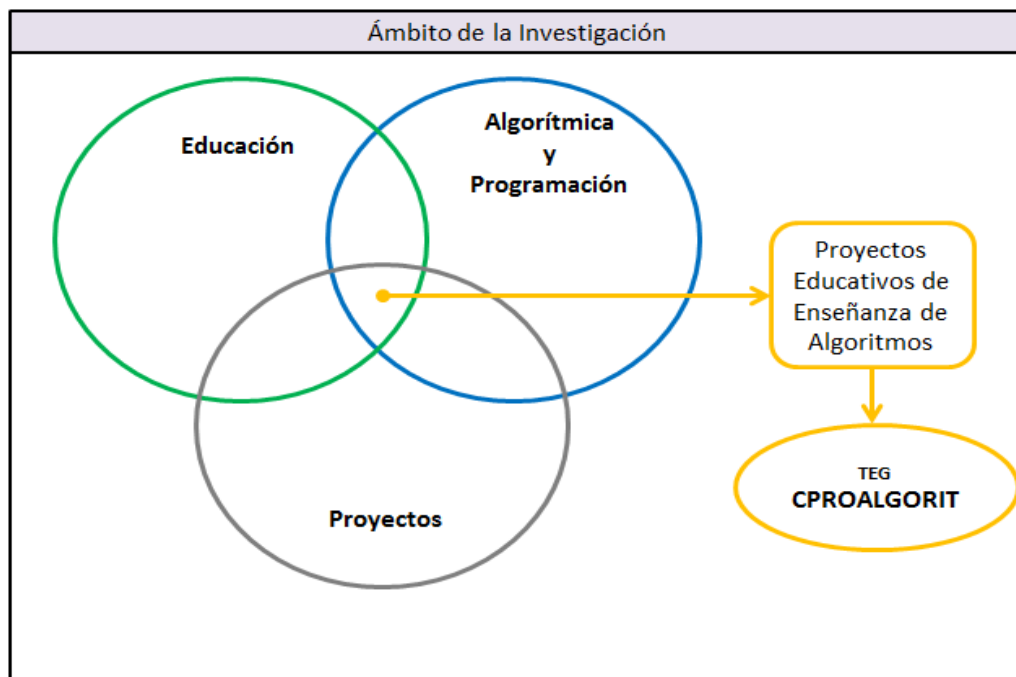 Ámbito de la Investigación
Educación
Algorítmica
y
Programación
Proyectos
Educativos de
Enseñanza de
Algoritmos
TEG
CPROALGORIT
Proyectos